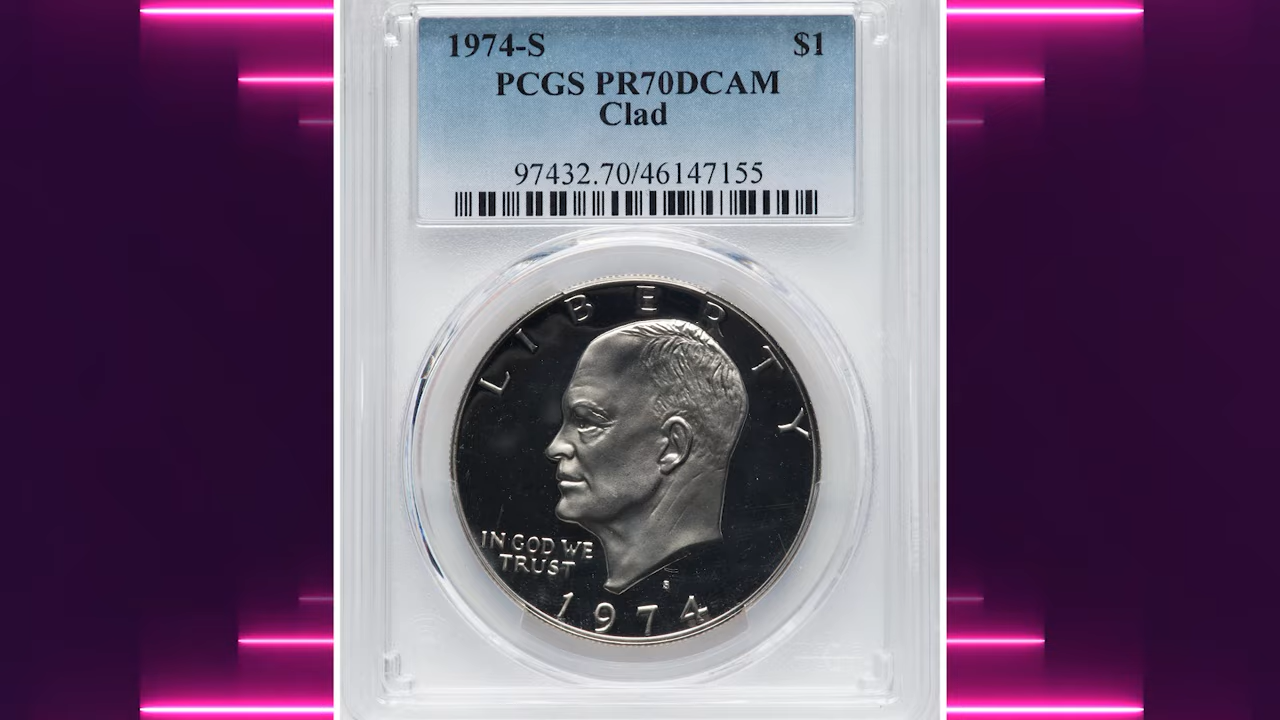 1974-S $1
PCGS PR70DCAM
Clad
97432.70/46147155
LIBERTY
IN GOD WE
TRUST
S
1974